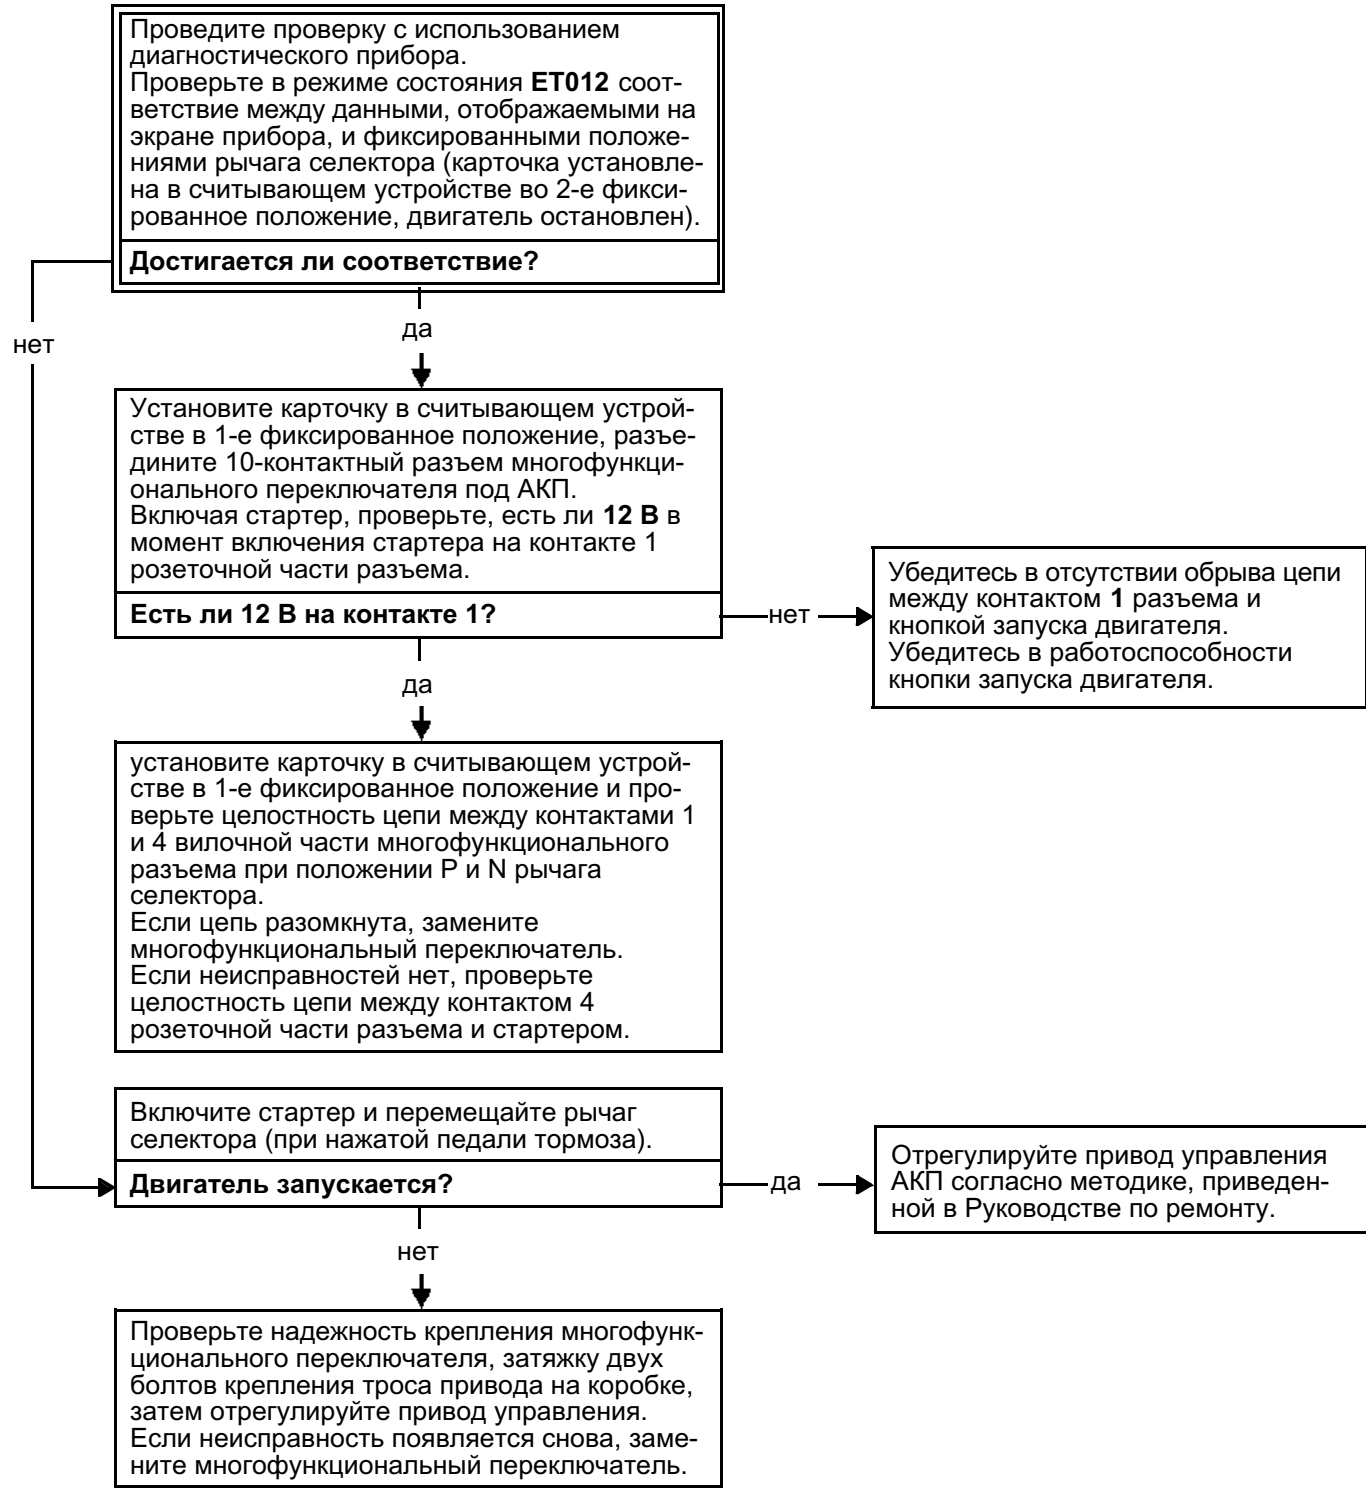 Проведите проверку с использованием
диагностического прибора.
Проверьте в режиме состояния ET012 соот-
ветствие между данными, отображаемыми на
экране прибора, и фиксированными положе-
ниями рычага селектора (карточка установле-
на в считывающем устройстве во 2-е фикси-
рованное положение, двигатель остановлен).
Достигается ли соответствие?
нет
да
Установите карточку в считывающем устрой-
стве в 1-е фиксированное положение, разъе-
дините 10-контактный разъем многофункци-
онального переключателя под АКП.
Включая стартер, проверьте, есть ли 12 В в
момент включения стартера на контакте 1
розеточной части разъема.
Есть ли 12 В на контакте 1?
нет
Убедитесь в отсутствии обрыва цепи
между контактом 1 разъема и
кнопкой запуска двигателя.
Убедитесь в работоспособности
кнопки запуска двигателя.
да
установите карточку в считывающем устрой-
стве в 1-е фиксированное положение и про-
верьте целостность цепи между контактами 1
и 4 вилочной части многофункционального
разъема при положении P и N рычага
селектора.
Если цепь разомкнута, замените
многофункциональный переключатель.
Если неисправностей нет, проверьте
целостность цепи между контактом 4
розеточной части разъема и стартером.
Включите стартер и перемещайте рычаг
селектора (при нажатой педали тормоза).
Двигатель запускается?
да
Отрегулируйте привод управления
АКП согласно методике, приведен-
ной в Руководстве по ремонту.
нет
Проверьте надежность крепления многофунк-
ционального переключателя, затяжку двух
болтов крепления троса привода на коробке,
затем отрегулируйте привод управления.
Если неисправность появляется снова, заме-
ните многофункциональный переключатель.